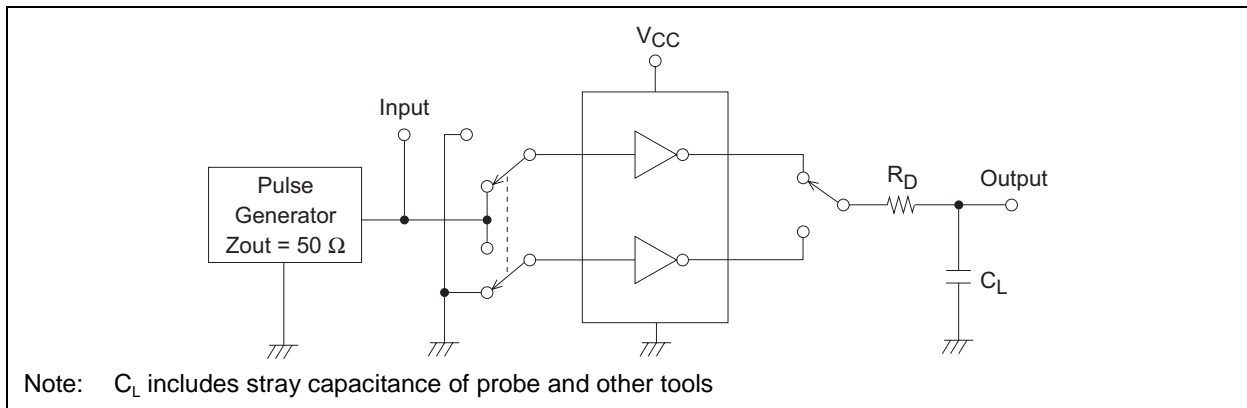 VCC
Input
Pulse
Generator
Zout = 50 Ω
RD
Output
CL
Note: CL includes stray capacitance of probe and other tools